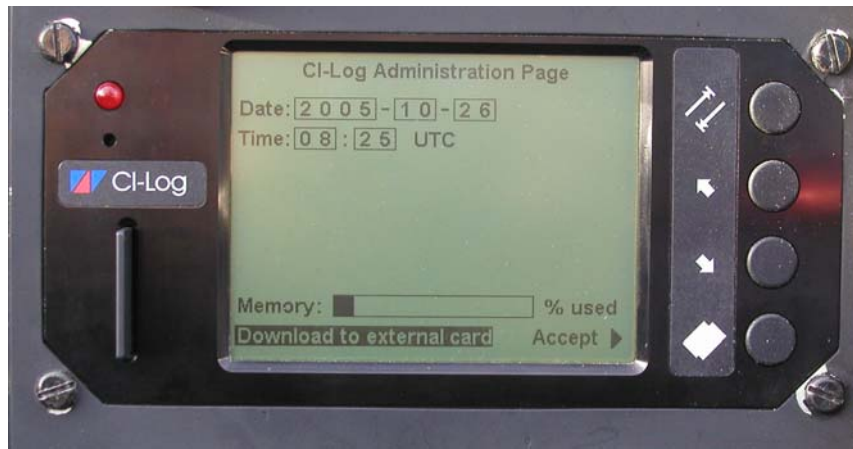 CI-Log Administration Page
Date: 2005-10-26
Time: 08:25 UTC
CI-Log
Memory: % used
Download to external card Accept